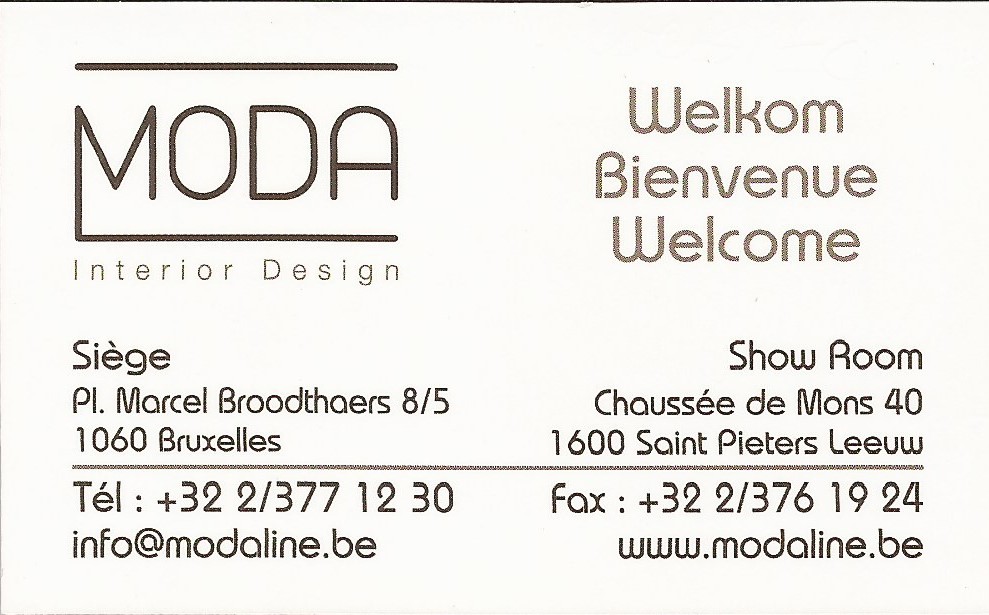 MODA
Interior Design
Welkom
Bienvenue
Welcome
Siège
Pl. Marcel Broodthaers 8/5
1060 Bruxelles
Show Room
Chaussée de Mons 40
1600 Saint Pieters Leeuw
Tél : +32 2/377 12 30
info@modaline.be
Fax : +32 2/376 19 24
www.modaline.be